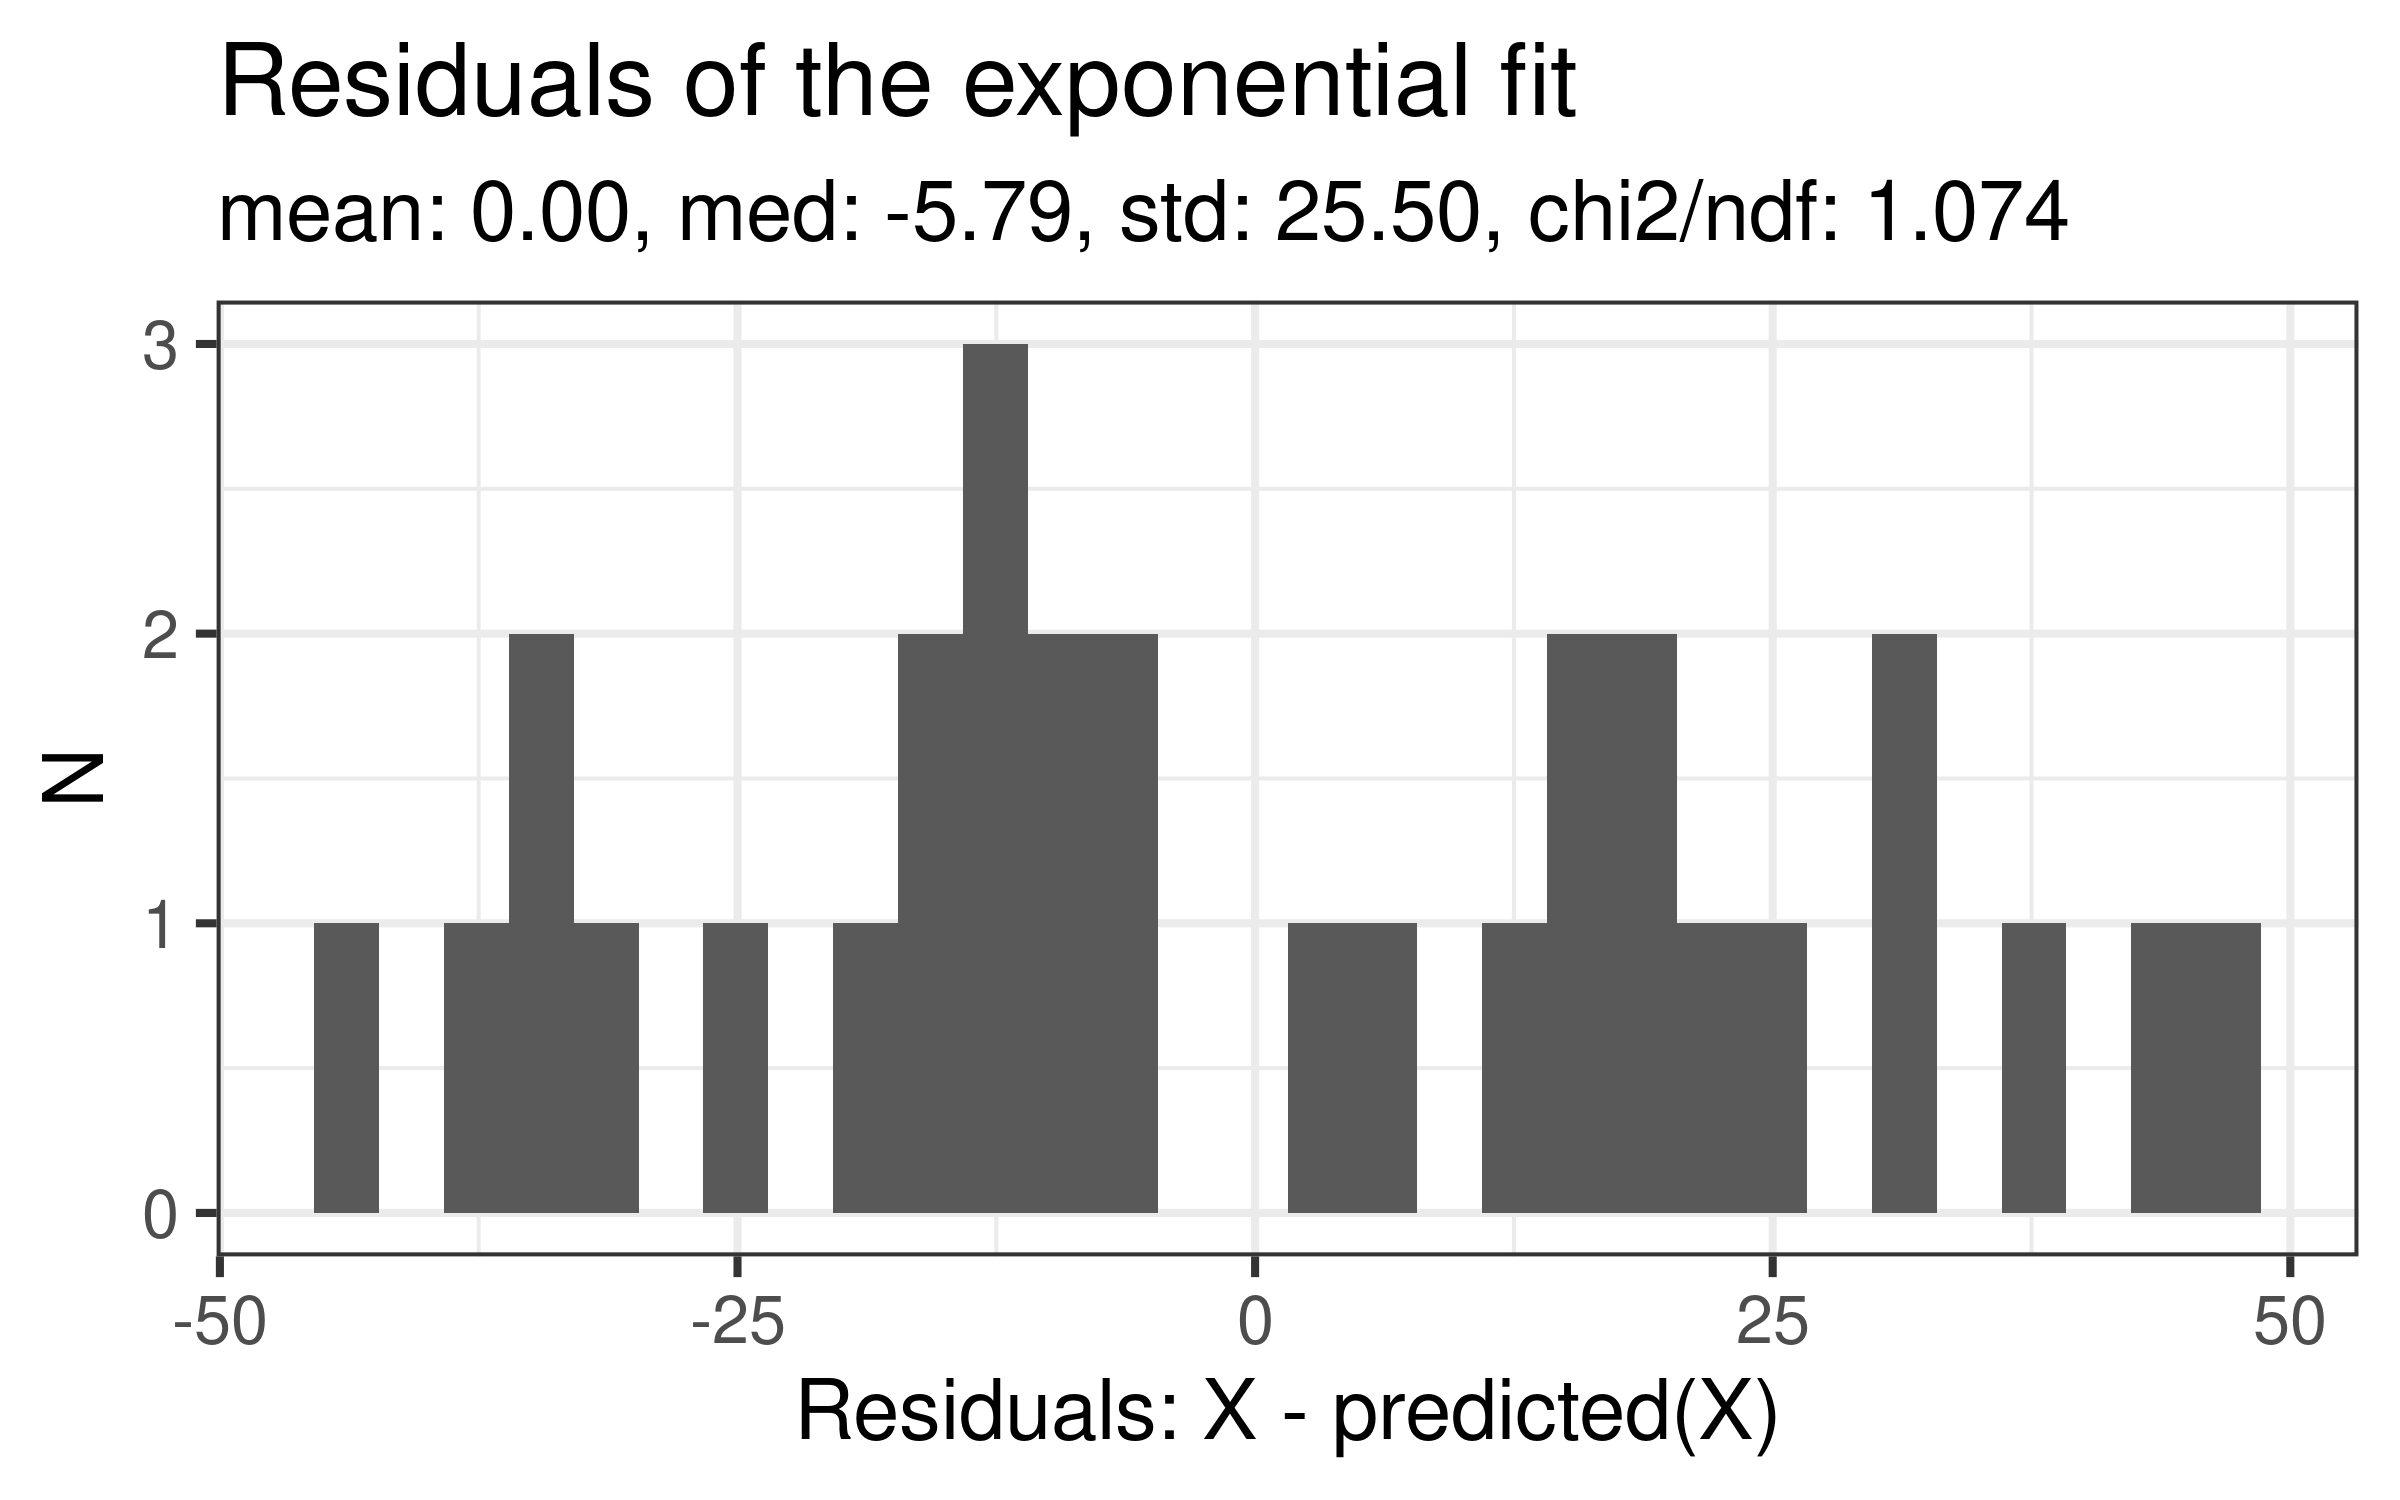 Residuals of the exponential fit
mean: 0.00, med: -5.79, std: 25.50, chi2/ndf: 1.074
3
2
1
0
N
-50 -25 0 25 50
Residuals: X - predicted(X)